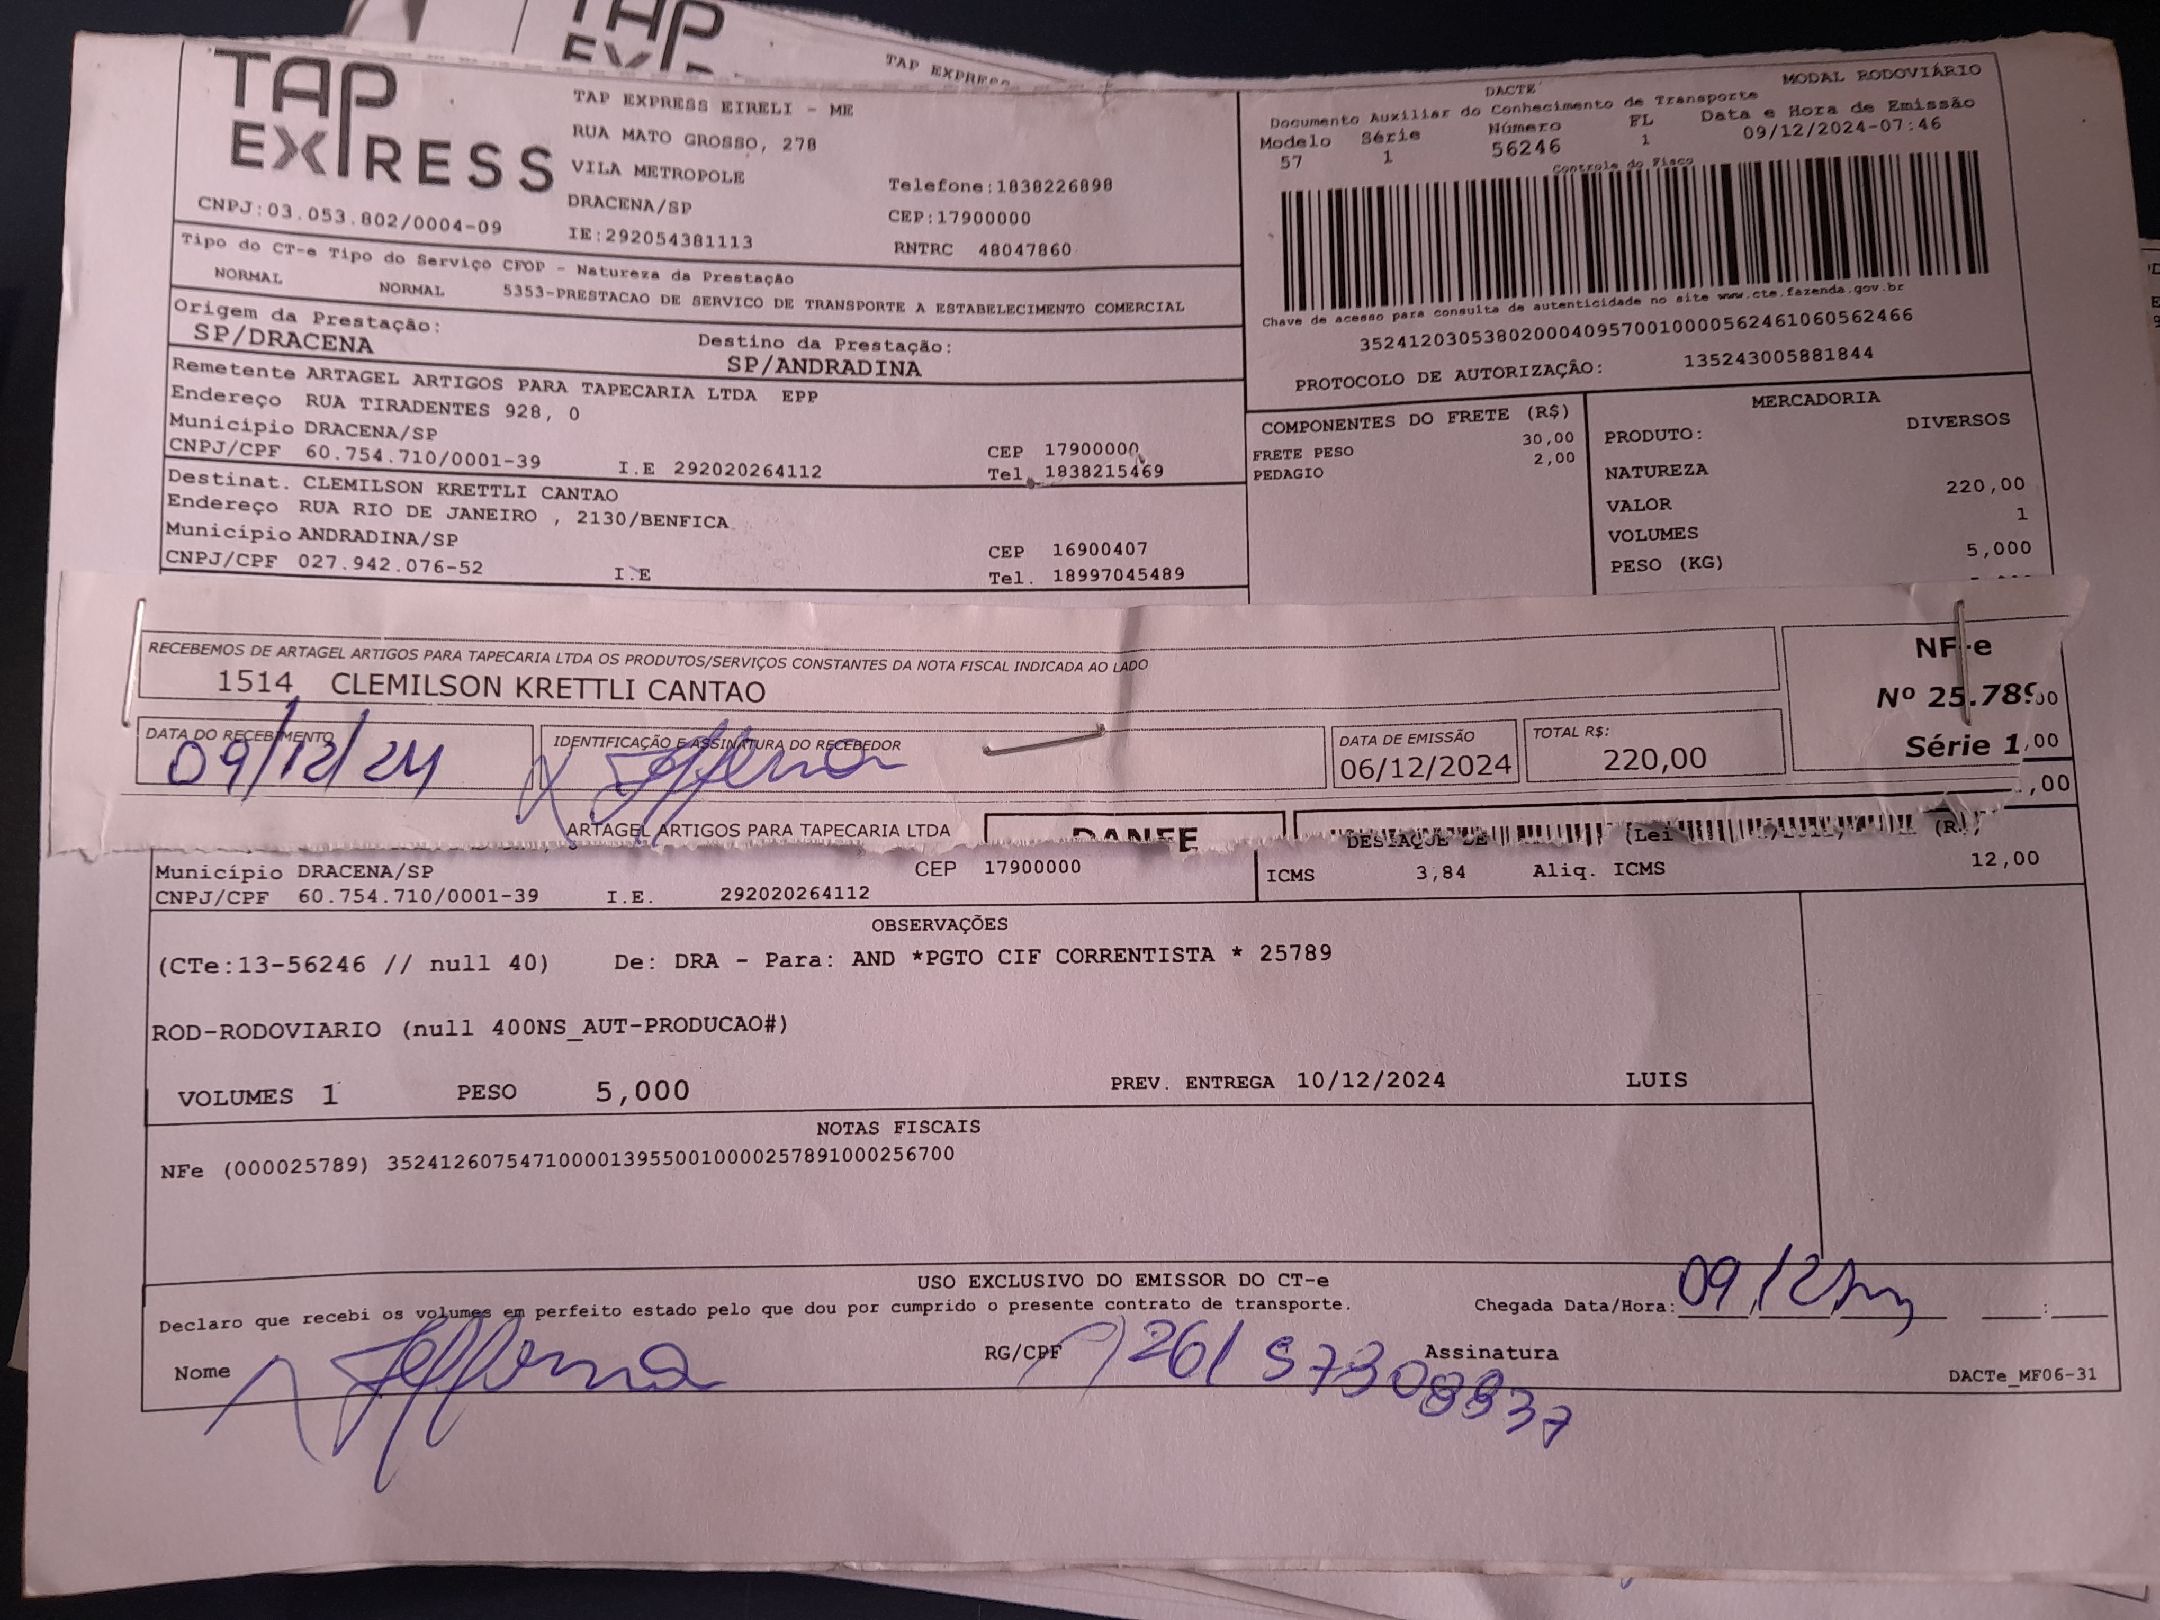 TAP EXPRESS
TAP
EXPRESS
CNPJ:03.053.802/0004-09
TAP EXPRESS EIRELI - ME
RUA MATO GROSSO, 278
VILA METROPOLE
DRACENA/SP
IE:292054381113
Telefone:1838226898
CEP:17900000
RNTRC 48047860
DACTE
MODAL RODOVIÁRIO
Documento Auxiliar do Conhecimento de Transporte
Modelo Série Número FL Data e Hora de Emissão
57 1 56246 1 09/12/2024-07:46
Controle do Fisco
Chave de acesso para consulta de autenticidade no site www.cte.fazenda.gov.br
35241203053802000409570010000562461060562466
PROTOCOLO DE AUTORIZAÇÃO: 135243005881844
Tipo do CT-e Tipo do Serviço CFOP - Natureza da Prestação
NORMAL NORMAL 5353-PRESTACAO DE SERVICO DE TRANSPORTE A ESTABELECIMENTO COMERCIAL
Origem da Prestação: Destino da Prestação:
SP/DRACENA SP/ANDRADINA
Remetente ARTAGEL ARTIGOS PARA TAPECARIA LTDA EPP
Endereço RUA TIRADENTES 928, 0
Município DRACENA/SP CEP 17900000
CNPJ/CPF 60.754.710/0001-39 I.E 292020264112 Tel. 1838215469
Destinat. CLEMILSON KRETTLI CANTAO
Endereço RUA RIO DE JANEIRO , 2130/BENFICA
Município ANDRADINA/SP CEP 16900407
CNPJ/CPF 027.942.076-52 I.E Tel. 18997045489
COMPONENTES DO FRETE (R$)
FRETE PESO 30,00
PEDAGIO 2,00
MERCADORIA
PRODUTO: DIVERSOS
NATUREZA
VALOR 220,00
VOLUMES 1
PESO (KG) 5,000
RECEBEMOS DE ARTAGEL ARTIGOS PARA TAPECARIA LTDA OS PRODUTOS/SERVIÇOS CONSTANTES DA NOTA FISCAL INDICADA AO LADO
1514 CLEMILSON KRETTLI CANTAO
NF-e
Nº 25.789
Série 1
,00
,00
DATA DO RECEBIMENTO
09/12/24
IDENTIFICAÇÃO E ASSINATURA DO RECEBEDOR
DATA DE EMISSÃO
06/12/2024
TOTAL R$:
220,00
ARTAGEL ARTIGOS PARA TAPECARIA LTDA
DANFE
DESTAQUE DE (Lei
Município DRACENA/SP CEP 17900000
CNPJ/CPF 60.754.710/0001-39 I.E. 292020264112
ICMS 3,84 Aliq. ICMS 12,00
OBSERVAÇÕES
(CTe:13-56246 // null 40) De: DRA - Para: AND *PGTO CIF CORRENTISTA * 25789
ROD-RODOVIARIO (null 400NS_AUT-PRODUCAO#)
VOLUMES 1 PESO 5,000 PREV. ENTREGA 10/12/2024 LUIS
NOTAS FISCAIS
NFe (000025789) 35241260754710000139550010000257891000256700
USO EXCLUSIVO DO EMISSOR DO CT-e
Declaro que recebi os volumes em perfeito estado pelo que dou por cumprido o presente contrato de transporte.
Chegada Data/Hora: 09/12
Nome RG/CPF Assinatura
DACTe_MF06-31